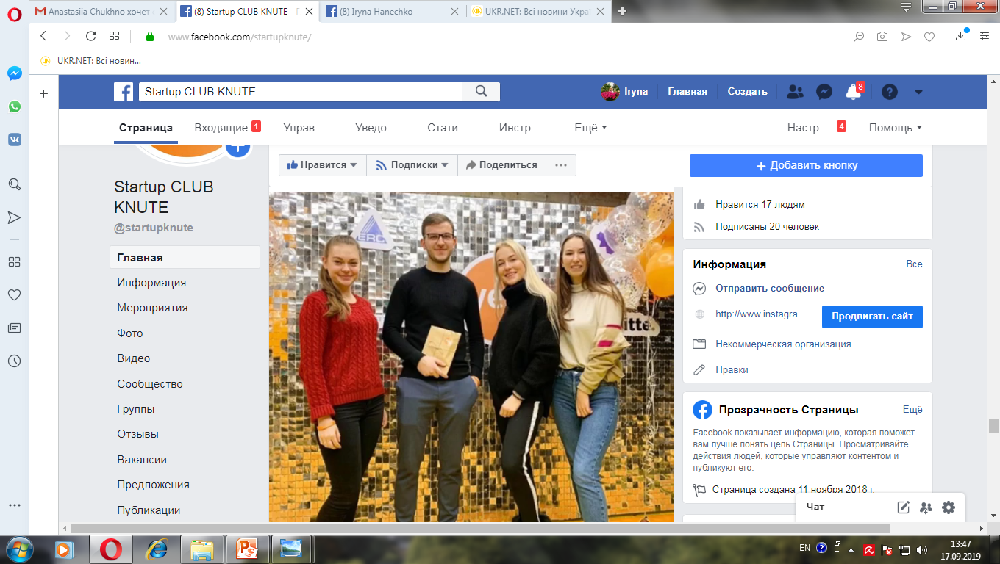 Anastasiia Chukhno хочет
(8) Startup CLUB KNUTE - Г
(8) Iryna Hanechko
UKR.NET: Всі новини Укра
www.facebook.com/startupknute/
UKR.NET: Всі новин...
Startup CLUB KNUTE
Iryna
Главная
Создать
8
Страница
Входящие 1
Управ...
Уведо...
Стати...
Инстр...
Ещё
Настр... 4
Помощь
Startup CLUB
KNUTE
@startupknute
Главная
Информация
Мероприятия
Фото
Видео
Сообщество
Группы
Отзывы
Вакансии
Предложения
Публикации
Нравится
Подписки
Поделиться
...
+ Добавить кнопку
ERC
Нравится 17 людям
Подписаны 20 человек
Информация
Все
Отправить сообщение
http://www.instagra...
Продвигать сайт
Некоммерческая организация
Правки
Прозрачность Страницы
Ещё
Facebook показывает информацию, которая поможет
вам лучше понять цель Страницы. Просматривайте
действия людей, которые управляют контентом и
публикуют его.
Страница создана 11 ноября 2018 г.
Чат
EN
13:47
17.09.2019